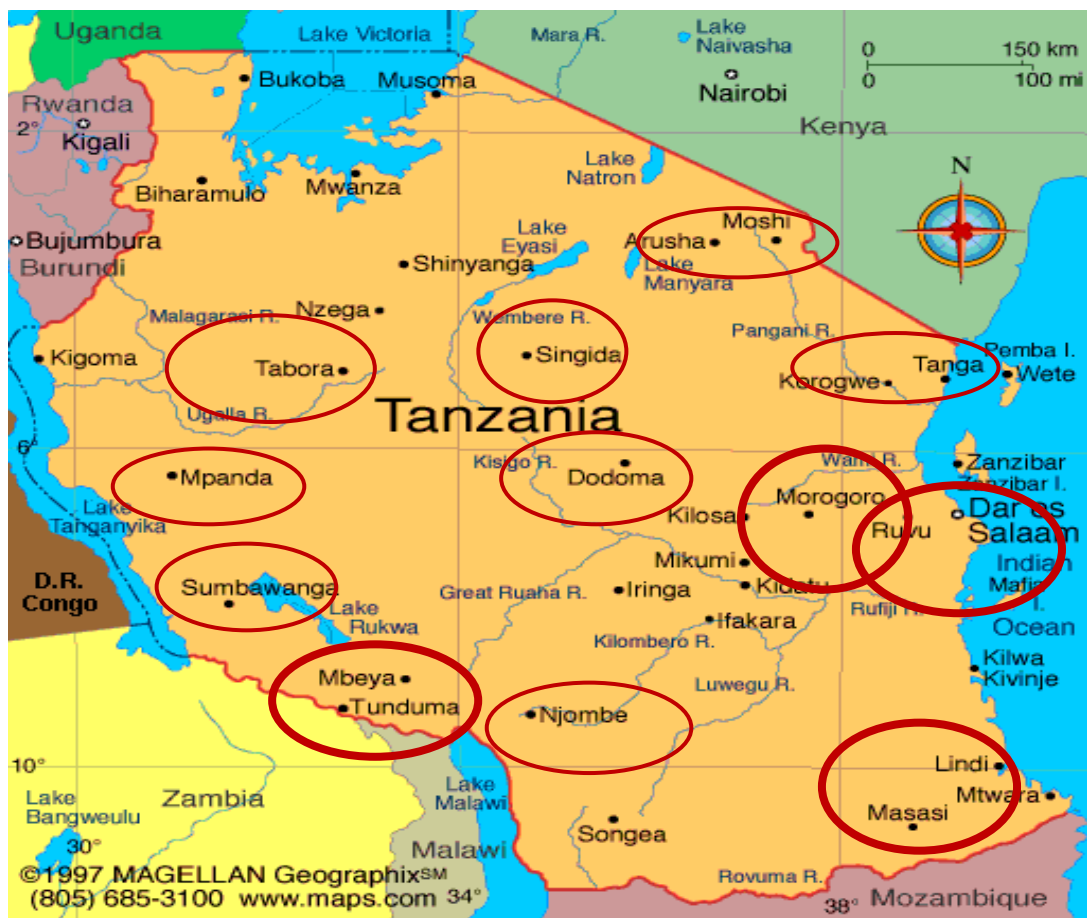 Uganda
Lake Victoria
Mara R.
Lake
Naivasha
0 150 km
0 100 mi
Bukoba
Musoma
Nairobi
Rwanda
2°
Kigali
Kenya
Lake
Natron
N
Biharamulo
Mwanza
Bujumbura
Burundi
Lake
Eyasi
Arusha
Moshi
Shinyanga
Lake
Manyara
Nzega
Malagarasi R.
Wembere R.
Pangani R.
Kigoma
Tabora
Singida
Korogwe
Tanga
Pemba I.
Wete
Ugalla R.
Tanzania
6°
Mpanda
Kisigo R.
Dodoma
Wami R.
Zanzibar
Zanzibar I.
Lake
Tanganyika
Kilosa
Morogoro
Ruvu
Dar es
Salaam
D.R.
Congo
Sumbawanga
Lake
Rukwa
Great Ruaha R.
Iringa
Mikumi
Kidatu
Ifakara
Rufiji R.
Indian
Mafia
I.
Ocean
Kilombero R.
Mbeya
Tunduma
Njombe
Luwegu R.
Kilwa
Kivinje
10°
Zambia
Lake
Malawi
Lindi
Mtwara
Masasi
Lake
Bangweulu
30°
Malawi
Songea
Rovuma R.
©1997 MAGELLAN Geographix℠
(805) 685-3100 www.maps.com 34°
38°
Mozambique